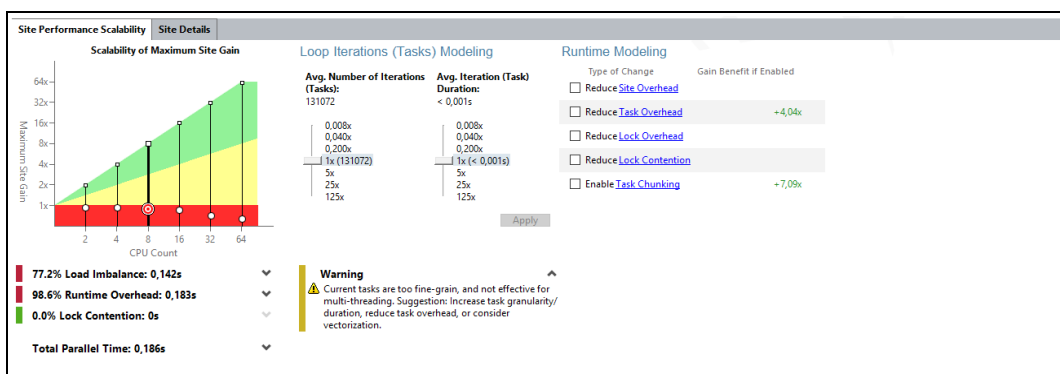 Site Performance Scalability
Site Details
Scalability of Maximum Site Gain
Maximum Site Gain
64x
32x
16x
8x
4x
2x
1x
2 4 8 16 32 64
CPU Count
77.2% Load Imbalance: 0,142s
98.6% Runtime Overhead: 0,183s
0.0% Lock Contention: 0s
Total Parallel Time: 0,186s
Loop Iterations (Tasks) Modeling
Avg. Number of Iterations
(Tasks):
131072
0,008x
0,040x
0,200x
1x (131072)
5x
25x
125x
Avg. Iteration (Task)
Duration:
< 0,001s
0,008x
0,040x
0,200x
1x (< 0,001s)
5x
25x
125x
Apply
Warning
Current tasks are too fine-grain, and not effective for
multi-threading. Suggestion: Increase task granularity/
duration, reduce task overhead, or consider
vectorization.
Runtime Modeling
Type of Change Gain Benefit if Enabled
Reduce Site Overhead
Reduce Task Overhead +4,04x
Reduce Lock Overhead
Reduce Lock Contention
Enable Task Chunking +7,09x